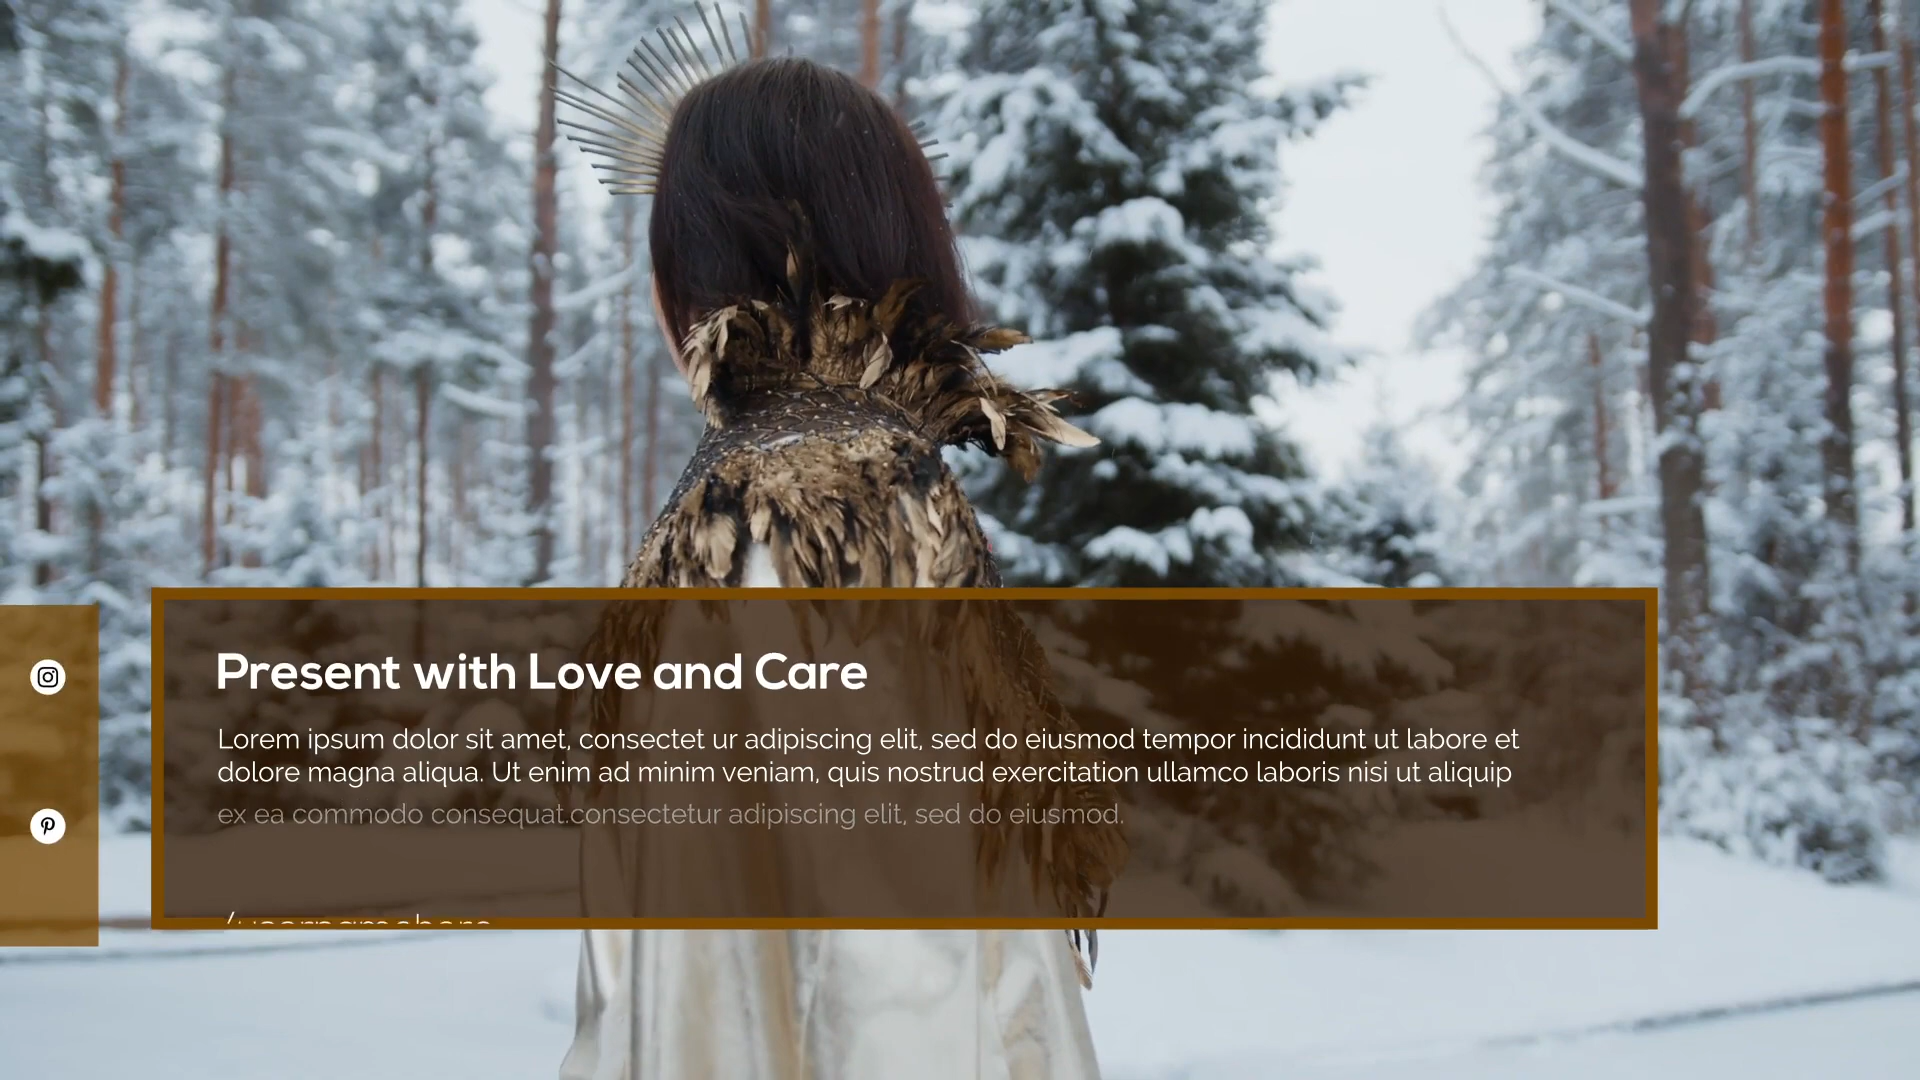 Present with Love and Care
Lorem ipsum dolor sit amet, consectet ur adipiscing elit, sed do eiusmod tempor incididunt ut labore et
dolore magna aliqua. Ut enim ad minim veniam, quis nostrud exercitation ullamco laboris nisi ut aliquip
ex ea commodo consequat.consectetur adipiscing elit, sed do eiusmod.